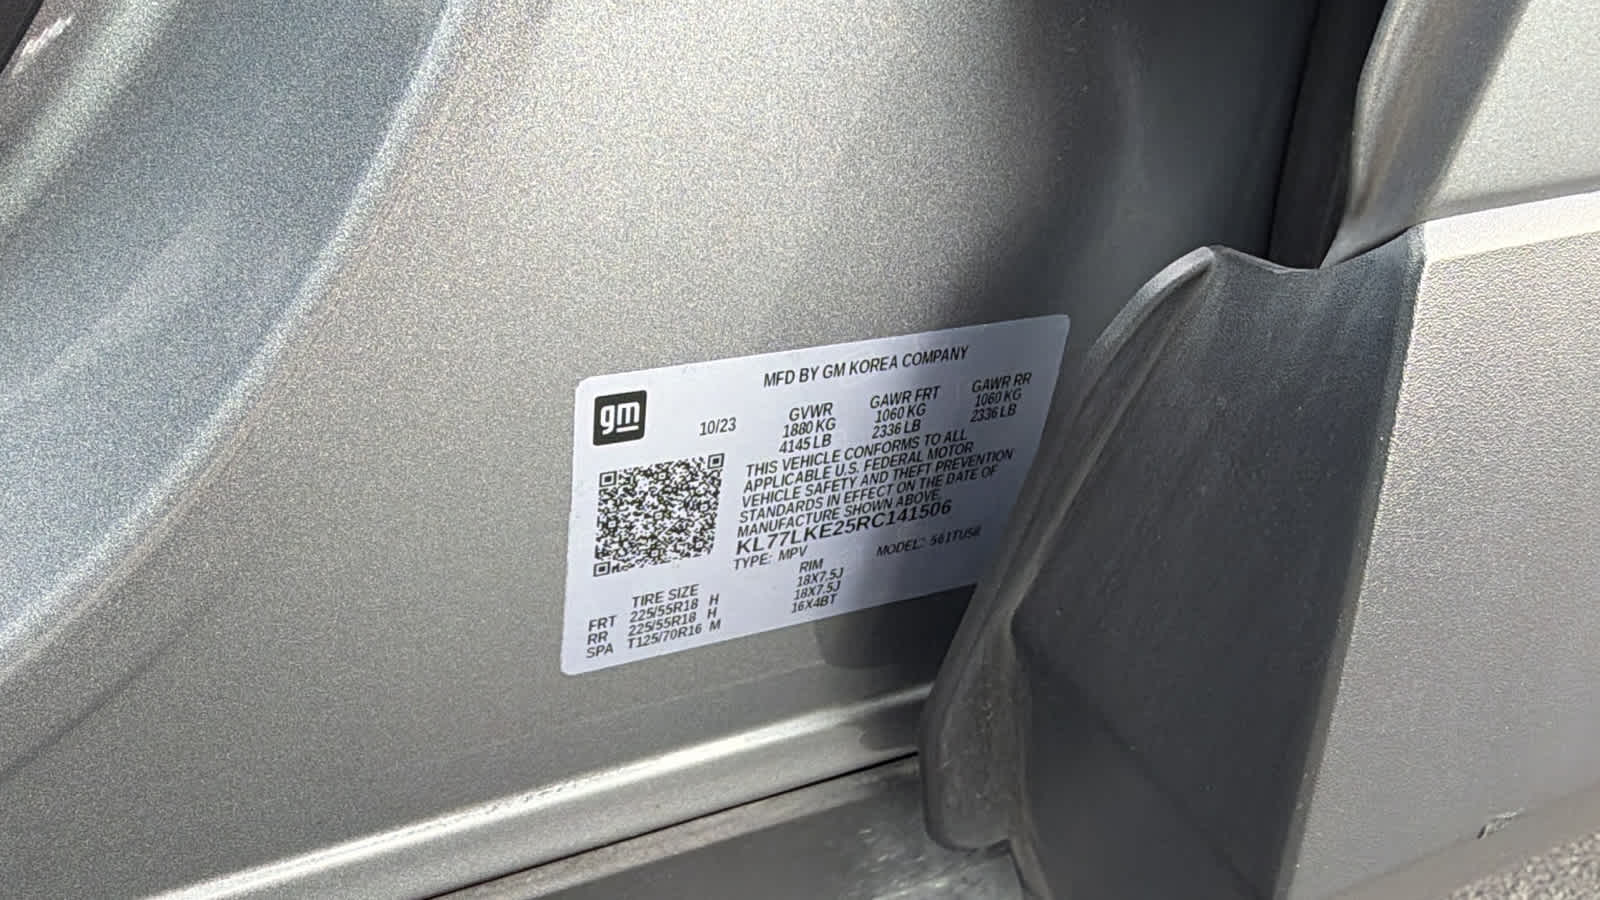 MFD BY GM KOREA COMPANY
gm
10/23
GVWR GAWR FRT GAWR RR
1880 KG 1060 KG 1060 KG
4145 LB 2336 LB 2336 LB
THIS VEHICLE CONFORMS TO ALL
APPLICABLE U.S. FEDERAL MOTOR
VEHICLE SAFETY AND THEFT PREVENTION
STANDARDS IN EFFECT ON THE DATE OF
MANUFACTURE SHOWN ABOVE.
KL77LKE25RC141506
TYPE: MPV MODEL: 561TU58
TIRE SIZE RIM
FRT 225/55R18 H 18X7.5J
RR 225/55R18 H 18X7.5J
SPA T125/70R16 M 16X4BT